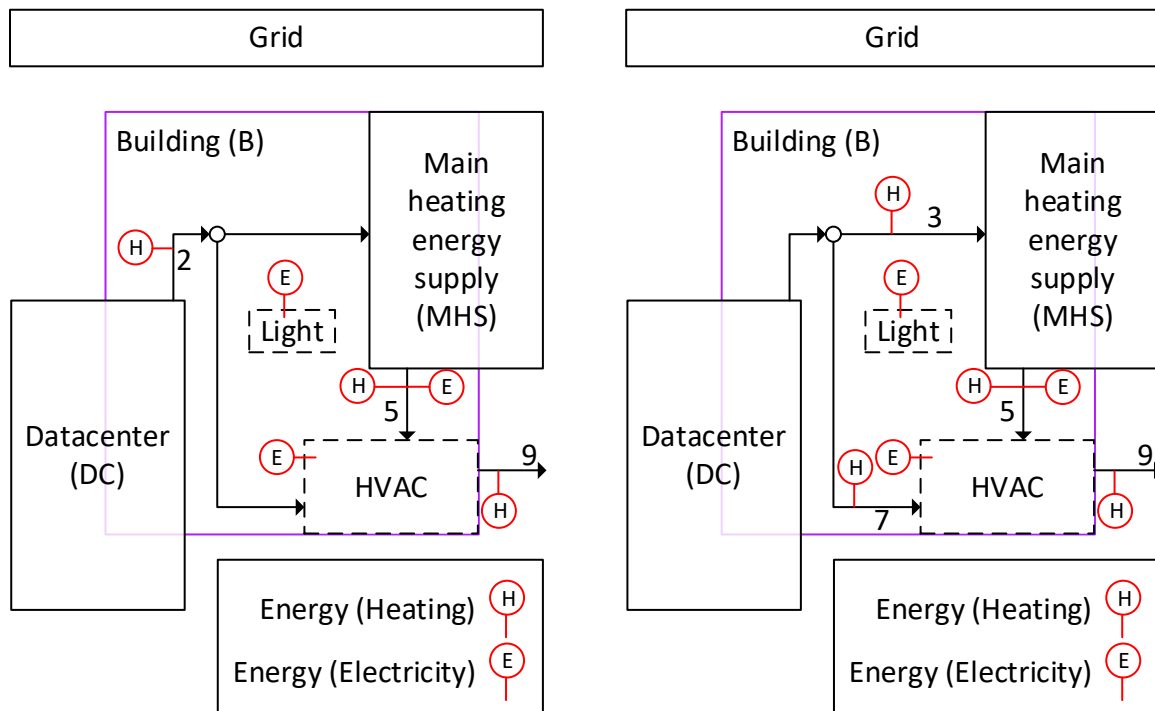 Grid
Building (B)
Main
heating
energy
supply
(MHS)
H
2
E
Light
H
E
5
Datacenter
(DC)
E
HVAC
9
H
Energy (Heating)
H
Energy (Electricity)
E
Grid
Building (B)
Main
heating
energy
supply
(MHS)
H
3
E
Light
H
E
5
Datacenter
(DC)
E
H
HVAC
9
H
7
Energy (Heating)
H
Energy (Electricity)
E